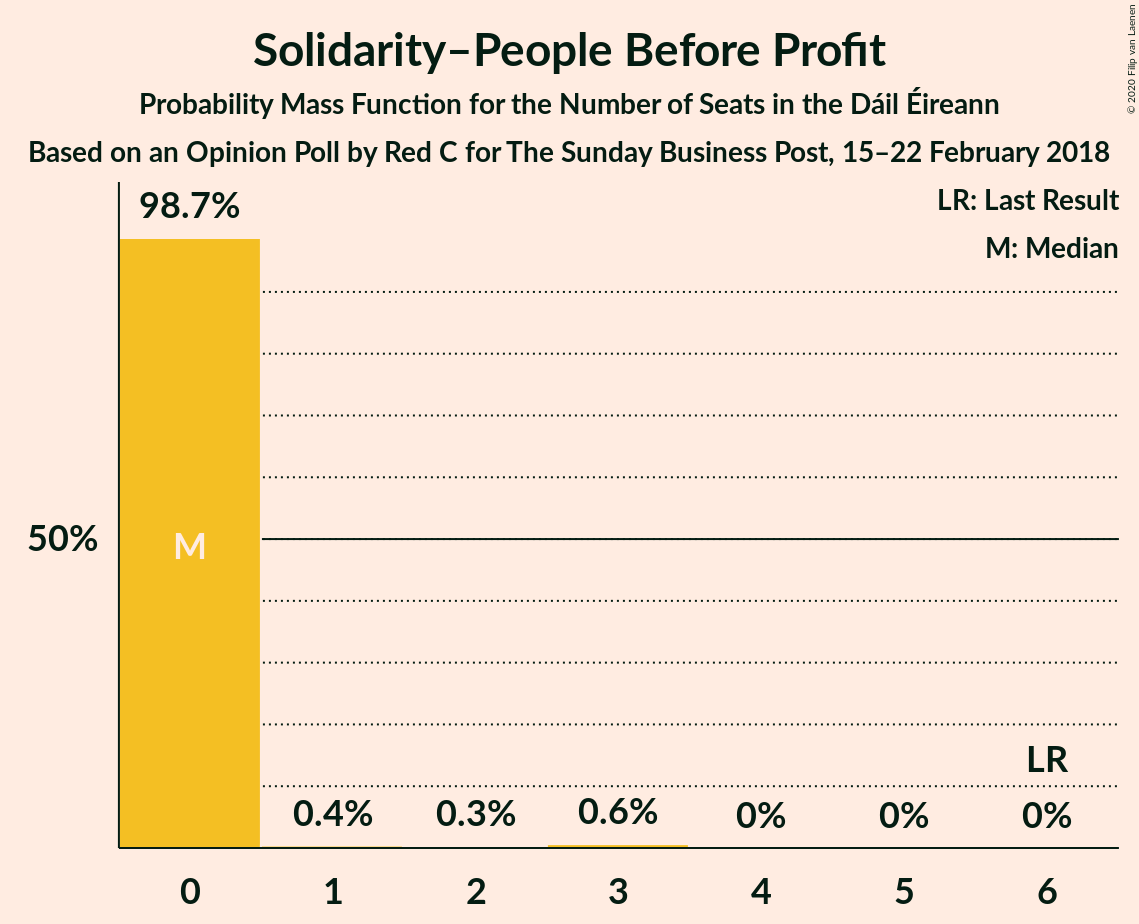 Solidarity–People Before Profit
Probability Mass Function for the Number of Seats in the Dáil Éireann
Based on an Opinion Poll by Red C for The Sunday Business Post, 15–22 February 2018
© 2020 Filip van Laenen
LR: Last Result
M: Median
98.7%
50%
M
LR
0.4% 0.3% 0.6% 0% 0% 0%
0 1 2 3 4 5 6